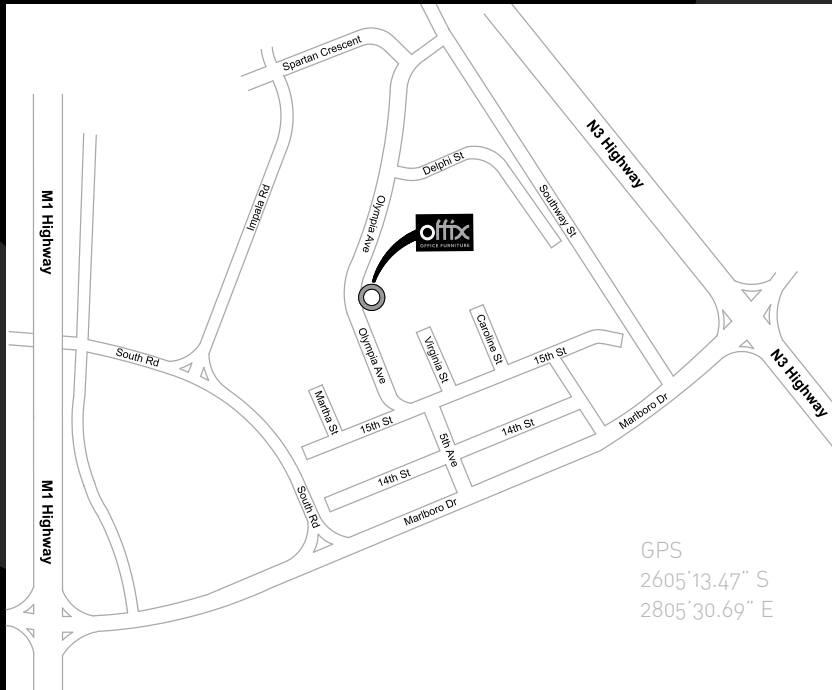 Spartan Crescent
N3 Highway
Delphi St
M1 Highway
Impala Rd
Olympia Ave
Southway St
offix
OFFICE FURNITURE
South Rd
Olympia Ave
Virginia St
Caroline St
15th St
N3 Highway
Martha St
15th St
5th Ave
14th St
Marlboro Dr
14th St
South Rd
Marlboro Dr
M1 Highway
GPS
2605'13.47" S
2805'30.69" E